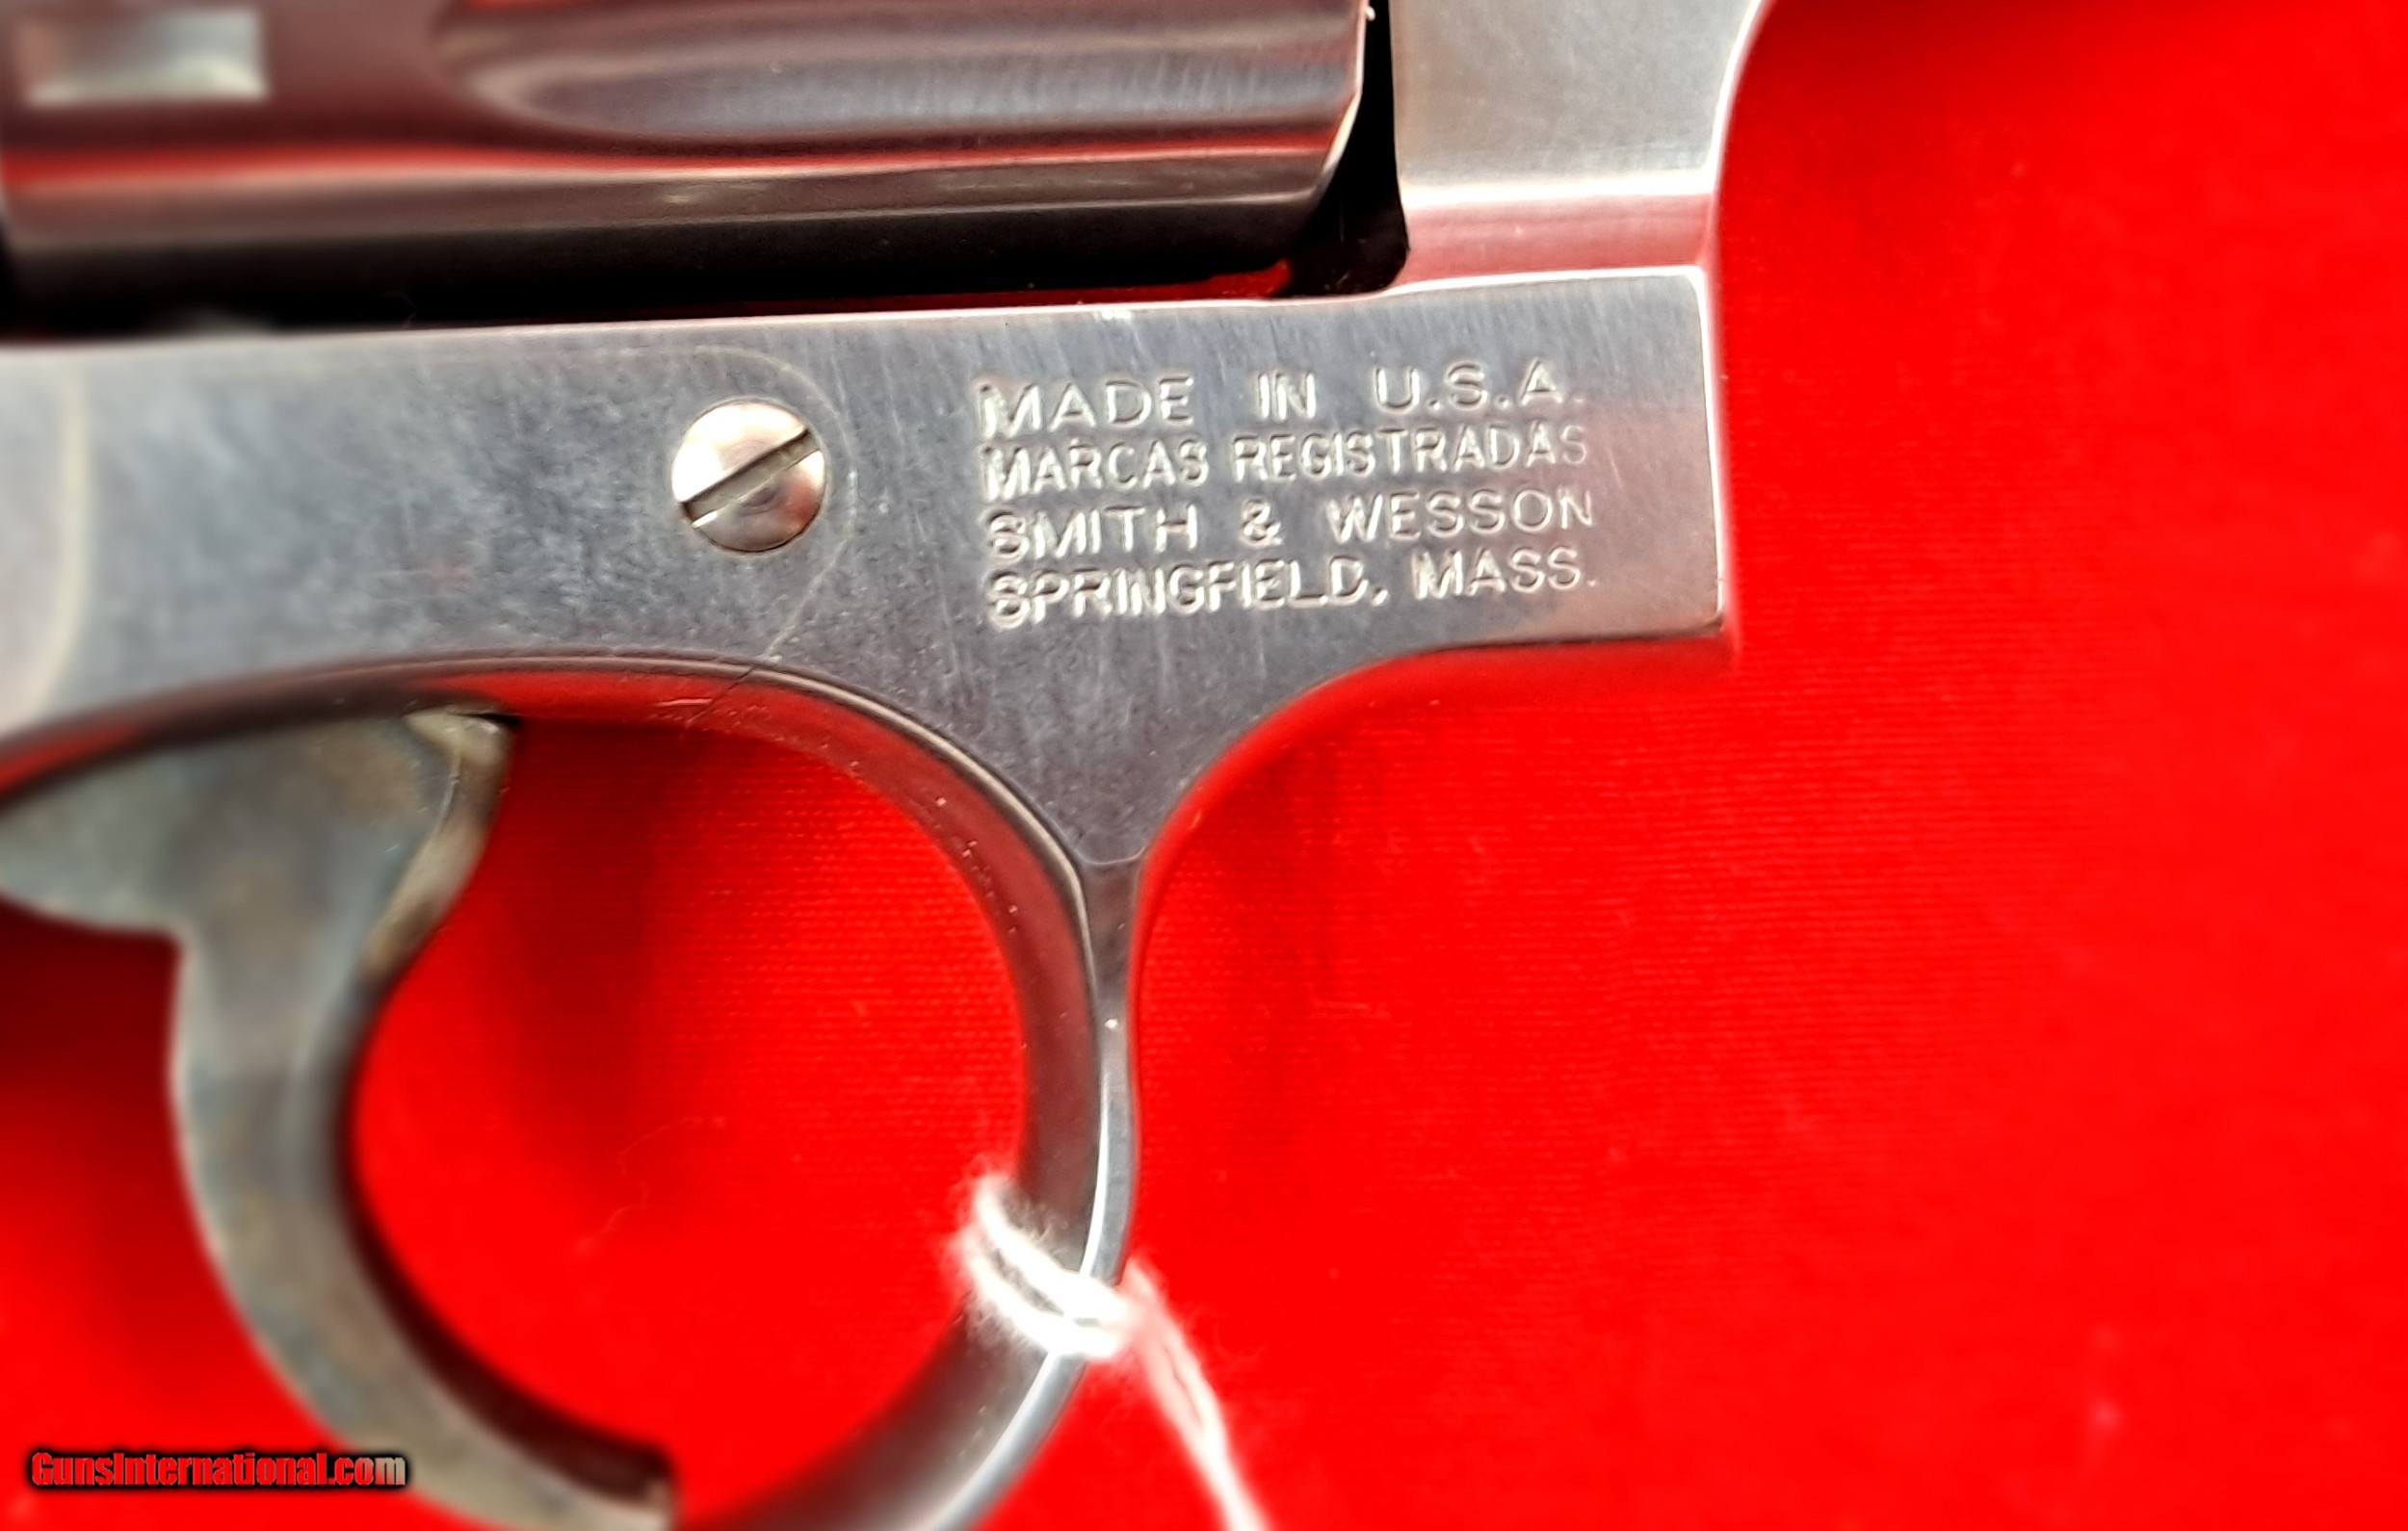 MADE IN U.S.A.
MARCAS REGISTRADAS
SMITH & WESSON
SPRINGFIELD, MASS.
GunsInternational.com